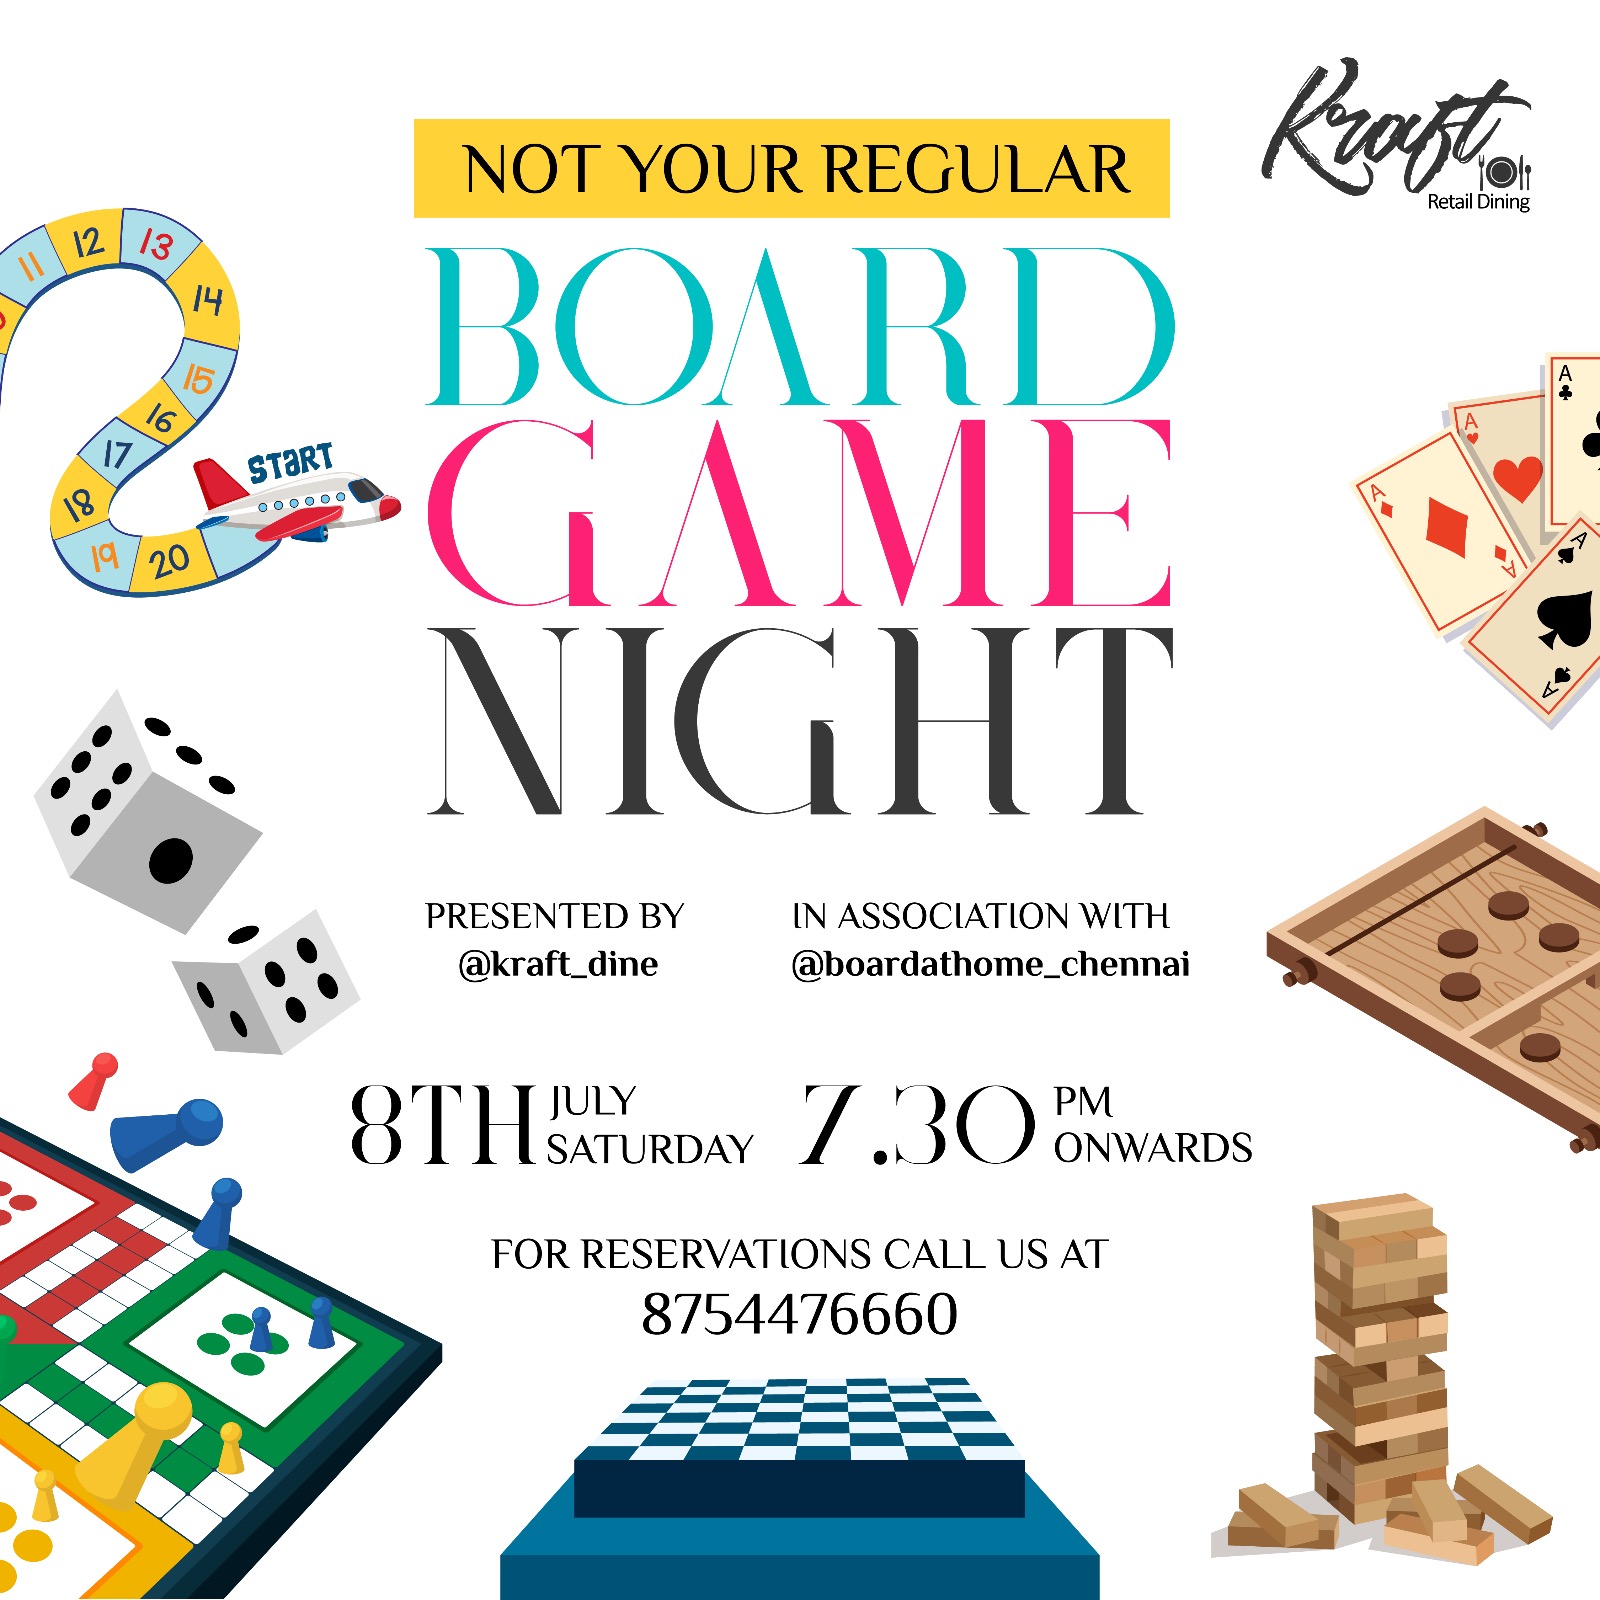 Kraft
Retail Dining
NOT YOUR REGULAR
BOARD
GAME
NIGHT
11
12
13
14
15
16
17
18
19
20
START
A
A
A
A
A
A
A
PRESENTED BY
@kraft_dine
IN ASSOCIATION WITH
@boardathome_chennai
8TH JULY
SATURDAY
7.30 PM
ONWARDS
FOR RESERVATIONS CALL US AT
8754476660